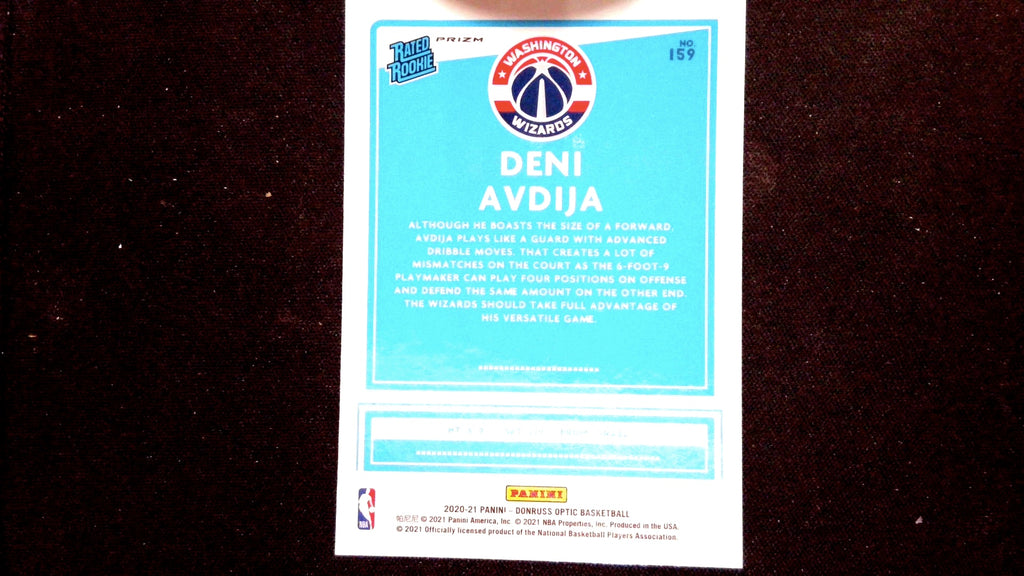 RATED ROOKIE
PRIZM
NO. 159
WASHINGTON
WIZARDS
DENI
AVDIJA
ALTHOUGH HE BOASTS THE SIZE OF A FORWARD,
AVDIJA PLAYS LIKE A GUARD WITH ADVANCED
DRIBBLE MOVES. THAT CREATES A LOT OF
MISMATCHES ON THE COURT AS THE 6-FOOT-9
PLAYMAKER CAN PLAY FOUR POSITIONS ON OFFENSE
AND DEFEND THE SAME AMOUNT ON THE OTHER END.
THE WIZARDS SHOULD TAKE FULL ADVANTAGE OF
HIS VERSATILE GAME.
PANINI
NBA
2020-21 PANINI - DONRUSS OPTIC BASKETBALL
帕尼尼 © 2021 Panini America, Inc. © 2021 NBA Properties, Inc. Produced in the USA.
© 2021 Officially licensed product of the National Basketball Players Association.